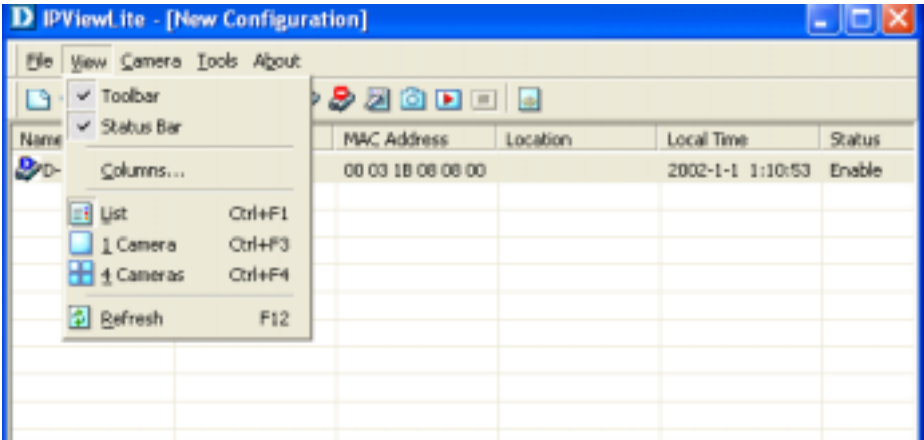 D IPViewLite - [New Configuration]
File View Camera Tools About
Toolbar
Status Bar
Columns...
List Ctrl+F1
1 Camera Ctrl+F3
4 Cameras Ctrl+F4
Refresh F12
Name MAC Address Location Local Time Status
D- 00 03 1B 08 08 00 2002-1-1 1:10:53 Enable